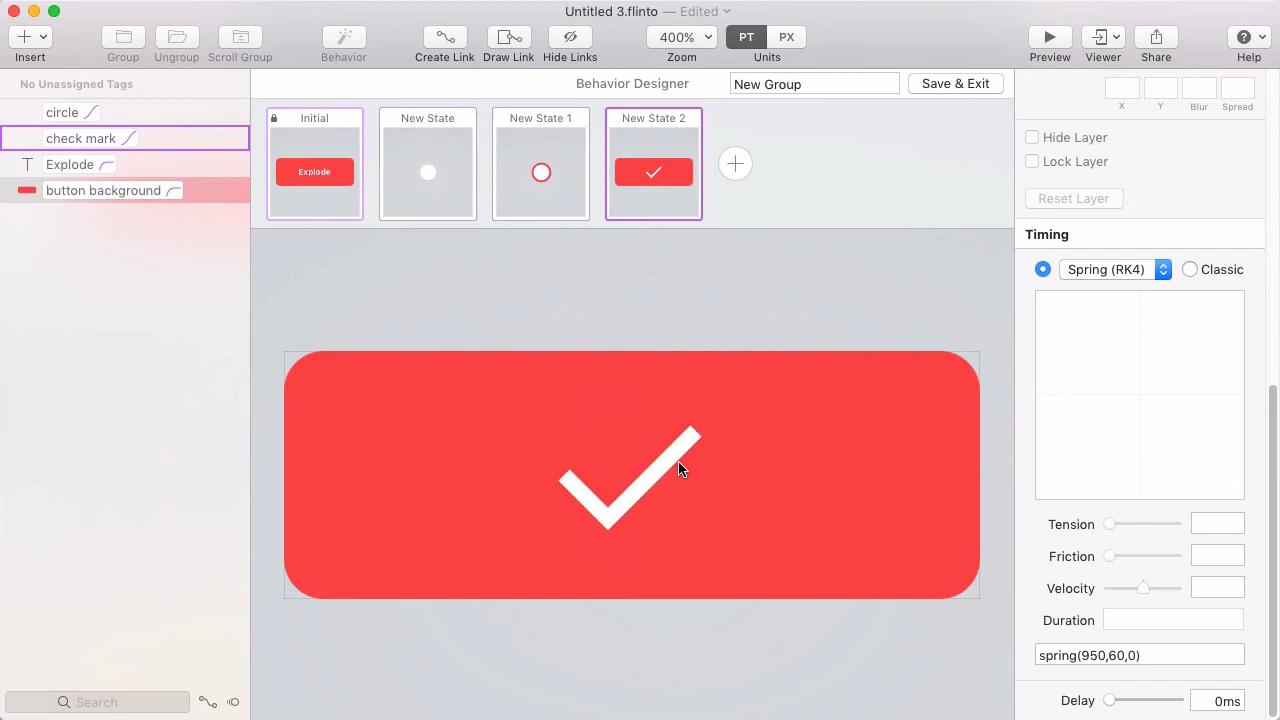 Untitled 3.flinto — Edited
Insert
Group
Ungroup
Scroll Group
Behavior
Create Link
Draw Link
Hide Links
400%
Zoom
PT
PX
Units
Preview
Viewer
Share
Help
No Unassigned Tags
circle
check mark
Explode
button background
Search
Behavior Designer
New Group
Save & Exit
Initial
New State
New State 1
New State 2
Explode
X
Y
Blur
Spread
Hide Layer
Lock Layer
Reset Layer
Timing
Spring (RK4)
Classic
Tension
Friction
Velocity
Duration
spring(950,60,0)
Delay
0ms